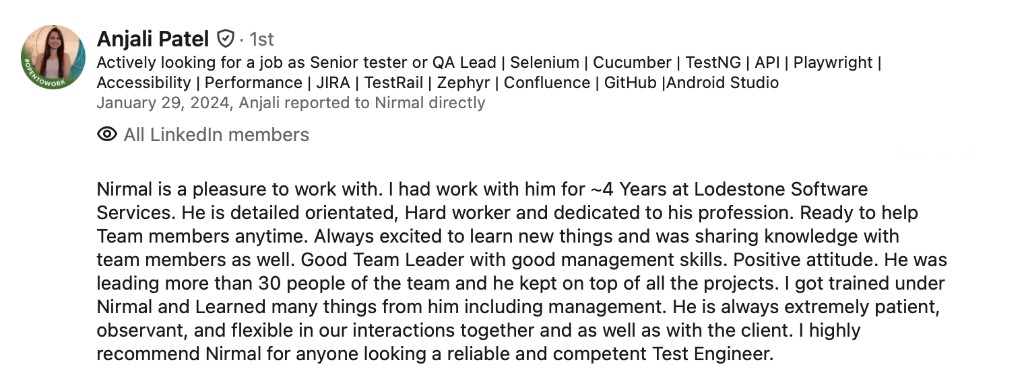 Anjali Patel · 1st
Actively looking for a job as Senior tester or QA Lead | Selenium | Cucumber | TestNG | API | Playwright |
Accessibility | Performance | JIRA | TestRail | Zephyr | Confluence | GitHub |Android Studio
January 29, 2024, Anjali reported to Nirmal directly
All LinkedIn members
#OPENTOWORK
Nirmal is a pleasure to work with. I had work with him for ~4 Years at Lodestone Software
Services. He is detailed orientated, Hard worker and dedicated to his profession. Ready to help
Team members anytime. Always excited to learn new things and was sharing knowledge with
team members as well. Good Team Leader with good management skills. Positive attitude. He was
leading more than 30 people of the team and he kept on top of all the projects. I got trained under
Nirmal and Learned many things from him including management. He is always extremely patient,
observant, and flexible in our interactions together and as well as with the client. I highly
recommend Nirmal for anyone looking a reliable and competent Test Engineer.